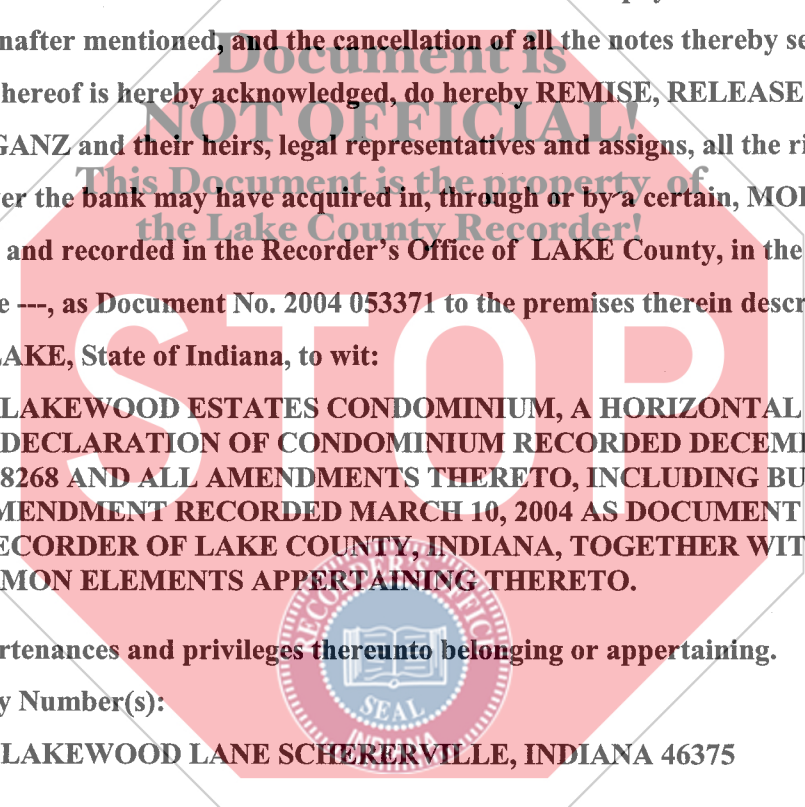 nafter mentioned, and the cancellation of all the notes thereby se
Document is
hereof is hereby acknowledged, do hereby REMISE, RELEASE
NOT OFFICIAL!
GANZ and their heirs, legal representatives and assigns, all the ri
This Document is the property of
er the bank may have acquired in, through or by a certain, MO
the Lake County Recorder!
and recorded in the Recorder's Office of LAKE County, in the
e ---, as Document No. 2004 053371 to the premises therein descr
LAKE, State of Indiana, to wit:
STOP
LAKEWOOD ESTATES CONDOMINIUM, A HORIZONTAL
DECLARATION OF CONDOMINIUM RECORDED DECEM
8268 AND ALL AMENDMENTS THERETO, INCLUDING BU
MENDMENT RECORDED MARCH 10, 2004 AS DOCUMENT
ECORDER OF LAKE COUNTY, INDIANA, TOGETHER WIT
MON ELEMENTS APPERTAINING THERETO.
RECORDER'S OFFICE
rtenances and privileges thereunto belonging or appertaining.
y Number(s):
SEAL
INDIANA
LAKEWOOD LANE SCHERERVILLE, INDIANA 46375